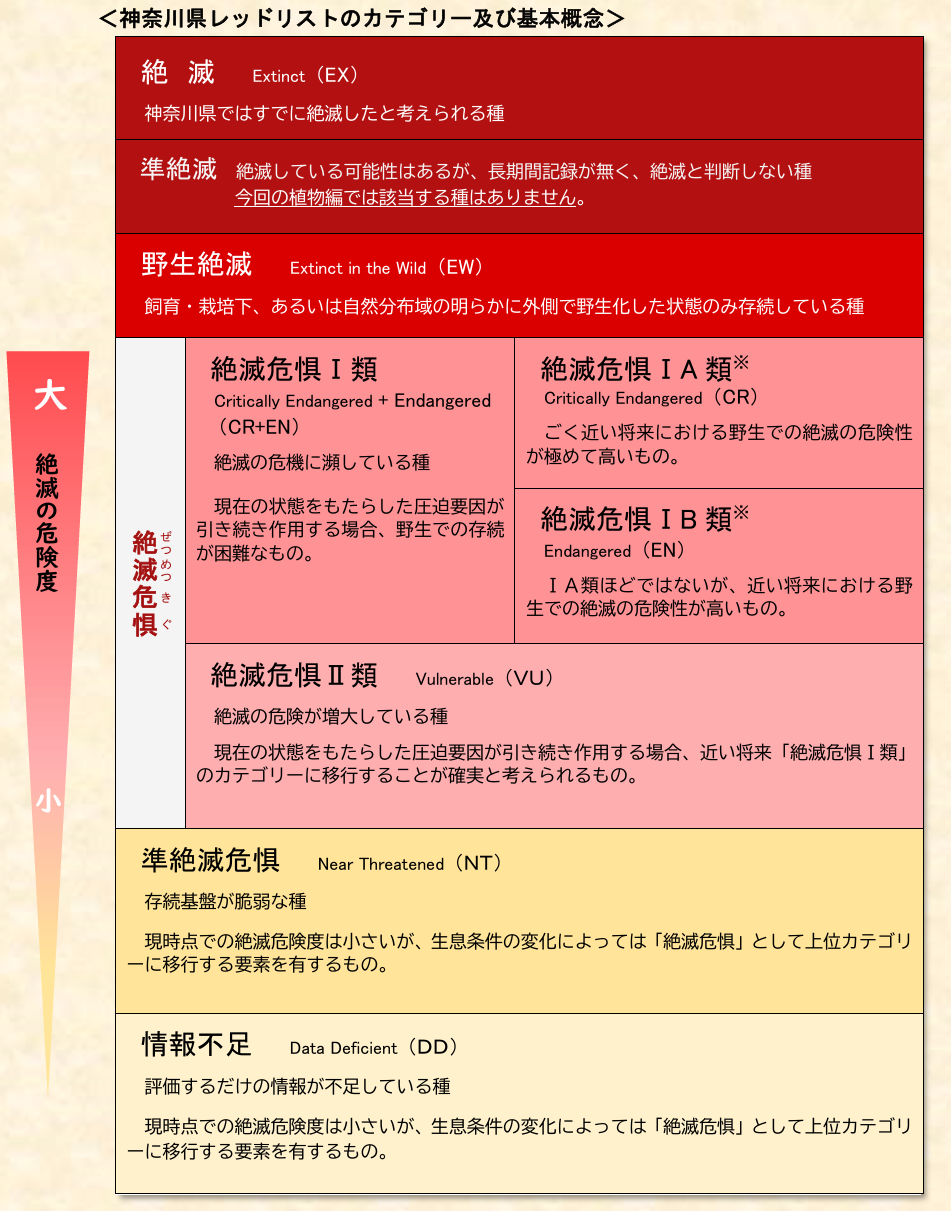 ＜神奈川県レッドリストのカテゴリー及び基本概念＞
絶 滅 Extinct（EX）
神奈川県ではすでに絶滅したと考えられる種
準絶滅 絶滅している可能性はあるが、長期間記録が無く、絶滅と判断しない種
今回の植物編では該当する種はありません。
野生絶滅 Extinct in the Wild（EW）
飼育・栽培下、あるいは自然分布域の明らかに外側で野生化した状態のみ存続している種
大
絶滅の危険度
小
絶滅危惧
ぜつめつきぐ
絶滅危惧Ⅰ類
Critically Endangered + Endangered
（CR+EN）
絶滅の危機に瀕している種
現在の状態をもたらした圧迫要因が
引き続き作用する場合、野生での存続
が困難なもの。
絶滅危惧ⅠA類※
Critically Endangered（CR）
ごく近い将来における野生での絶滅の危険性
が極めて高いもの。
絶滅危惧ⅠB類※
Endangered（EN）
ⅠA類ほどではないが、近い将来における野
生での絶滅の危険性が高いもの。
絶滅危惧Ⅱ類 Vulnerable（VU）
絶滅の危険が増大している種
現在の状態をもたらした圧迫要因が引き続き作用する場合、近い将来「絶滅危惧Ⅰ類」
のカテゴリーに移行することが確実と考えられるもの。
準絶滅危惧 Near Threatened（NT）
存続基盤が脆弱な種
現時点での絶滅危険度は小さいが、生息条件の変化によっては「絶滅危惧」として上位カテゴリ
ーに移行する要素を有するもの。
情報不足 Data Deficient（DD）
評価するだけの情報が不足している種
現時点での絶滅危険度は小さいが、生息条件の変化によっては「絶滅危惧」として上位カテゴリ
ーに移行する要素を有するもの。